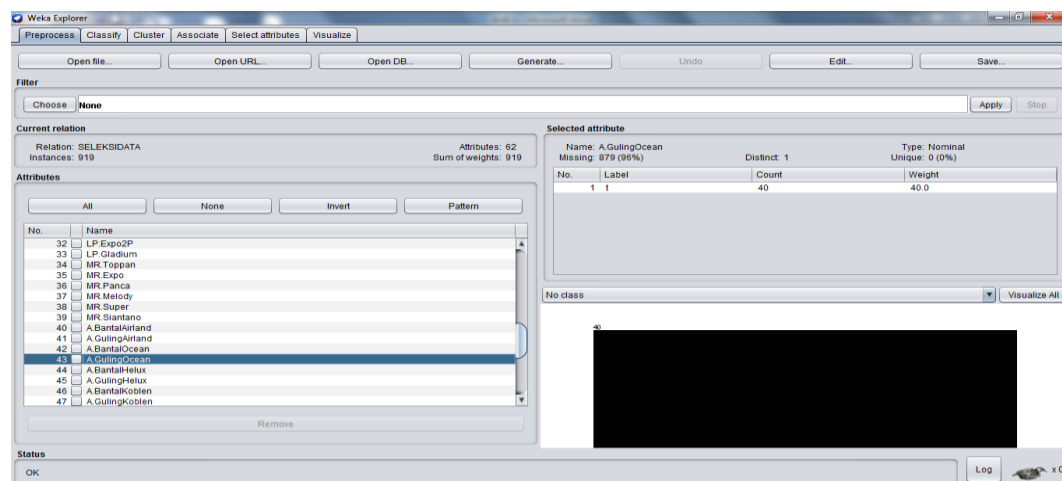 Weka Explorer
Preprocess Classify Cluster Associate Select attributes Visualize
Open file... Open URL... Open DB... Generate... Undo Edit... Save...
Filter
Choose None Apply Stop
Current relation
Relation: SELEKSIDATA Attributes: 62
Instances: 919 Sum of weights: 919
Attributes
All None Invert Pattern
No. Name
32 LP.Expo2P
33 LP.Gladium
34 MR.Toppan
35 MR.Expo
36 MR.Panca
37 MR.Melody
38 MR.Super
39 MR.Siantano
40 A.BantalAirland
41 A.GulingAirland
42 A.BantalOcean
43 A.GulingOcean
44 A.BantalHelux
45 A.GulingHelux
46 A.BantalKoblen
47 A.GulingKoblen
Remove
Selected attribute
Name: A.GulingOcean Type: Nominal
Missing: 879 (96%) Distinct: 1 Unique: 0 (0%)
No. Label Count Weight
1 t 40 40.0
No class Visualize All
40
Status
OK Log x 0